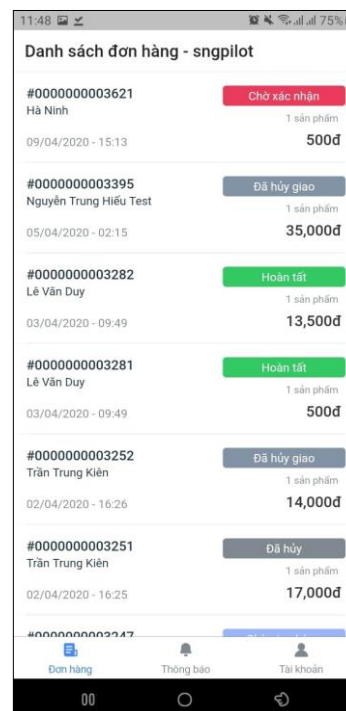 11:48 75%
Danh sách đơn hàng - sngpilot
#0000000003621 Chờ xác nhận
Hà Ninh 1 sản phẩm
09/04/2020 - 15:13 500đ
#0000000003395 Đã hủy giao
Nguyễn Trung Hiếu Test 1 sản phẩm
05/04/2020 - 02:15 35,000đ
#0000000003282 Hoàn tất
Lê Văn Duy 1 sản phẩm
03/04/2020 - 09:49 13,500đ
#0000000003281 Hoàn tất
Lê Văn Duy 1 sản phẩm
03/04/2020 - 09:49 500đ
#0000000003252 Đã hủy giao
Trần Trung Kiên 1 sản phẩm
02/04/2020 - 16:26 14,000đ
#0000000003251 Đã hủy
Trần Trung Kiên 1 sản phẩm
02/04/2020 - 16:25 17,000đ
#0000000003247
Đơn hàng Thông báo Tài khoản